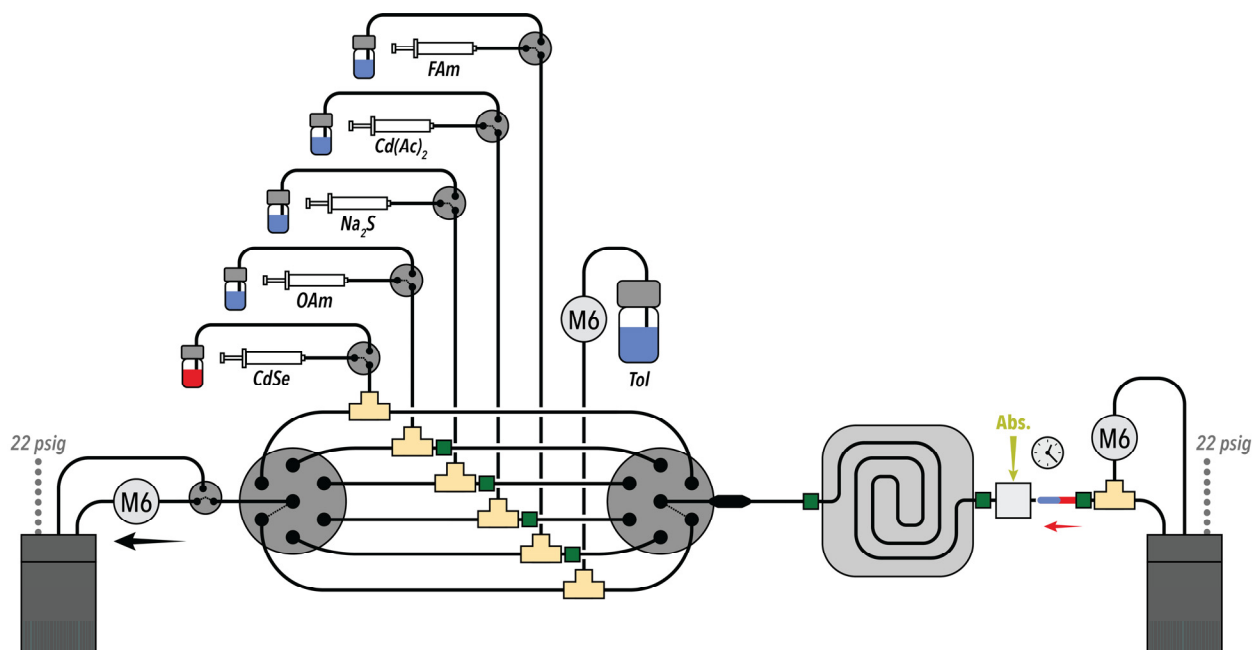 FAm
Cd(Ac)₂
Na₂S
OAm
M6
Tol
CdSe
22 psig
M6
Abs.
M6
22 psig